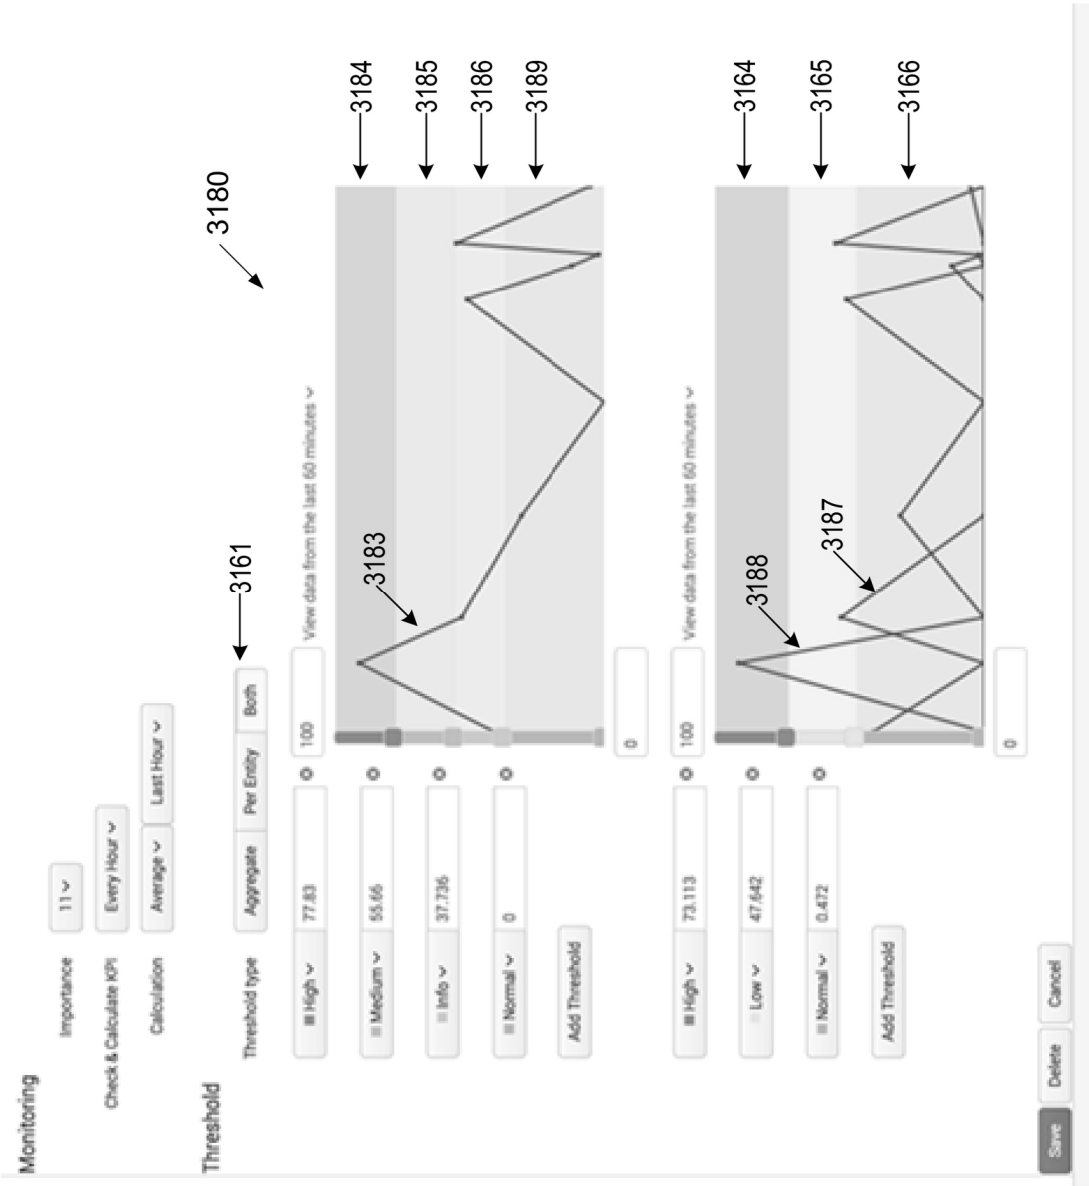 Monitoring
Importance 11
Check & Calculate KPI Every Hour
Calculation Average Last Hour
3180
Threshold
Threshold type Aggregate Per Entity Both 3161
High 77.83 100 View data from the last 60 minutes
Medium 55.66
Info 37.736
Normal 0
Add Threshold
0
3183
3184
3185
3186
3189
High 73.113 100 View data from the last 60 minutes
Low 47.642
Normal 0.472
Add Threshold
0
3188
3187
3164
3165
3166
Save Delete Cancel